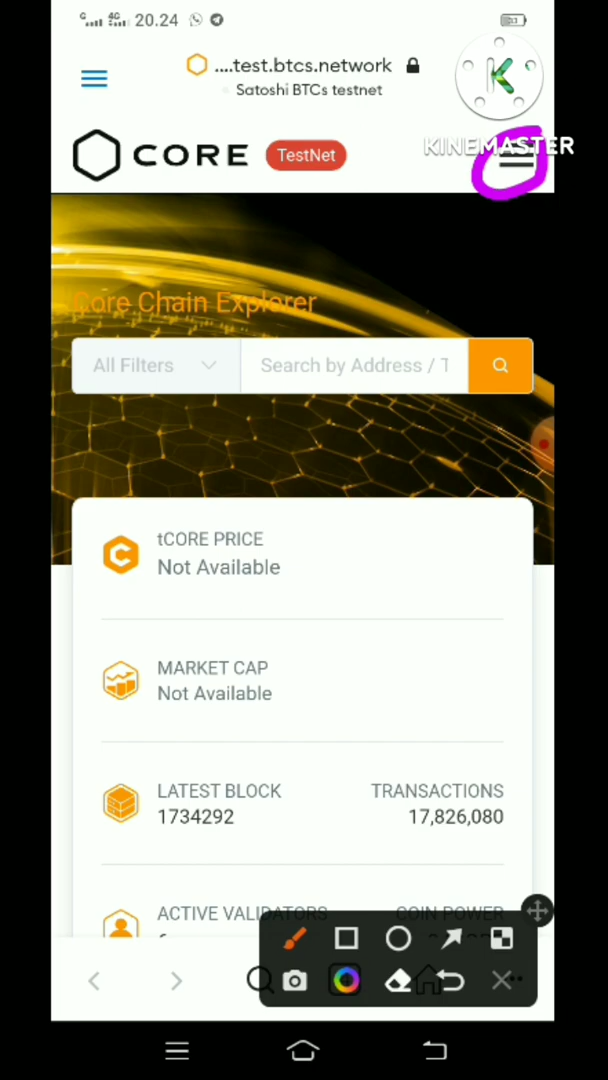 20.24
....test.btcs.network
Satoshi BTCs testnet
KINEMASTER
CORE TestNet
Core Chain Explorer
All Filters
Search by Address / T
tCORE PRICE
Not Available
MARKET CAP
Not Available
LATEST BLOCK
TRANSACTIONS
1734292
17,826,080
ACTIVE VALIDATORS
COIN POWER